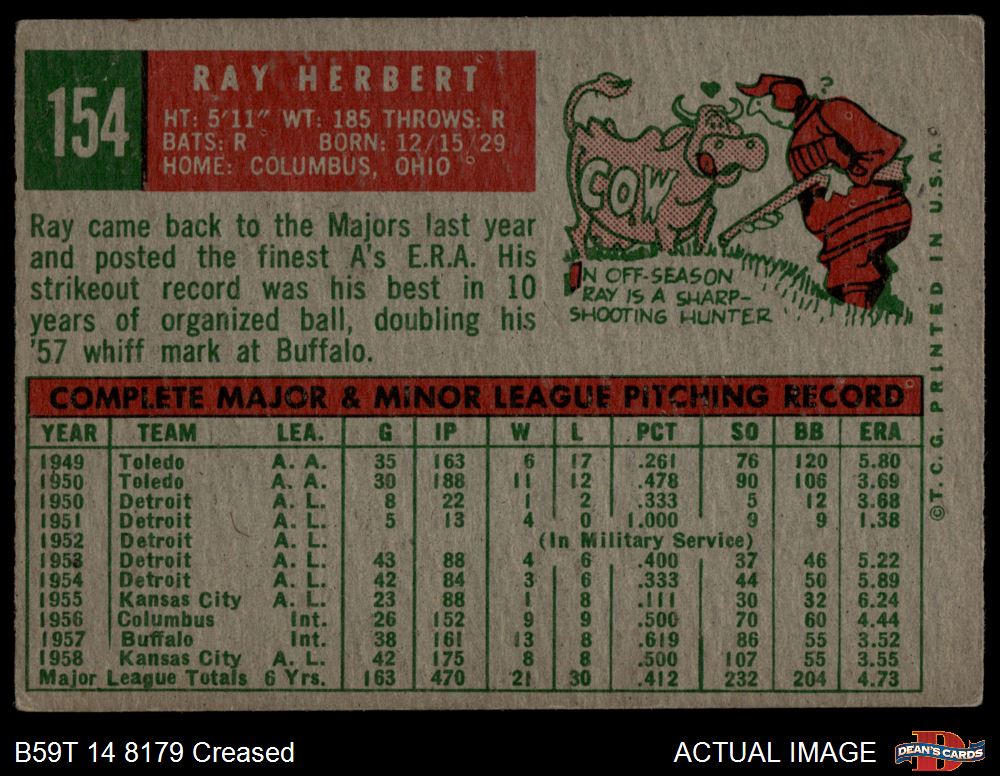 154
RAY HERBERT
HT: 5'11" WT: 185 THROWS: R
BATS: R BORN: 12/15/29
HOME: COLUMBUS, OHIO
Ray came back to the Majors last year
and posted the finest A's E.R.A. His
strikeout record was his best in 10
years of organized ball, doubling his
'57 whiff mark at Buffalo.
?
COW
IN OFF-SEASON
RAY IS A SHARP-
SHOOTING HUNTER
©T. C. G. PRINTED IN U.S.A.
COMPLETE MAJOR & MINOR LEAGUE PITCHING RECORD
YEAR TEAM LEA. G IP W L PCT SO BB ERA
1949 Toledo A. A. 35 163 6 17 .261 76 120 5.80
1950 Toledo A. A. 30 188 11 12 .478 90 106 3.69
1950 Detroit A. L. 8 22 1 2 .333 5 12 3.68
1951 Detroit A. L. 5 13 4 0 1.000 9 9 1.38
1952 Detroit A. L. (In Military Service)
1953 Detroit A. L. 43 88 4 6 .400 37 46 5.22
1954 Detroit A. L. 42 84 3 6 .333 44 50 5.89
1955 Kansas City A. L. 23 88 1 8 .111 30 32 6.24
1956 Columbus Int. 26 152 9 9 .500 70 60 4.44
1957 Buffalo Int. 38 161 13 8 .619 86 55 3.52
1958 Kansas City A. L. 42 175 8 8 .500 107 55 3.55
Major League Totals 6 Yrs. 163 470 21 30 .412 232 204 4.73
B59T 14 8179 Creased
ACTUAL IMAGE
D
DEAN'S CARDS